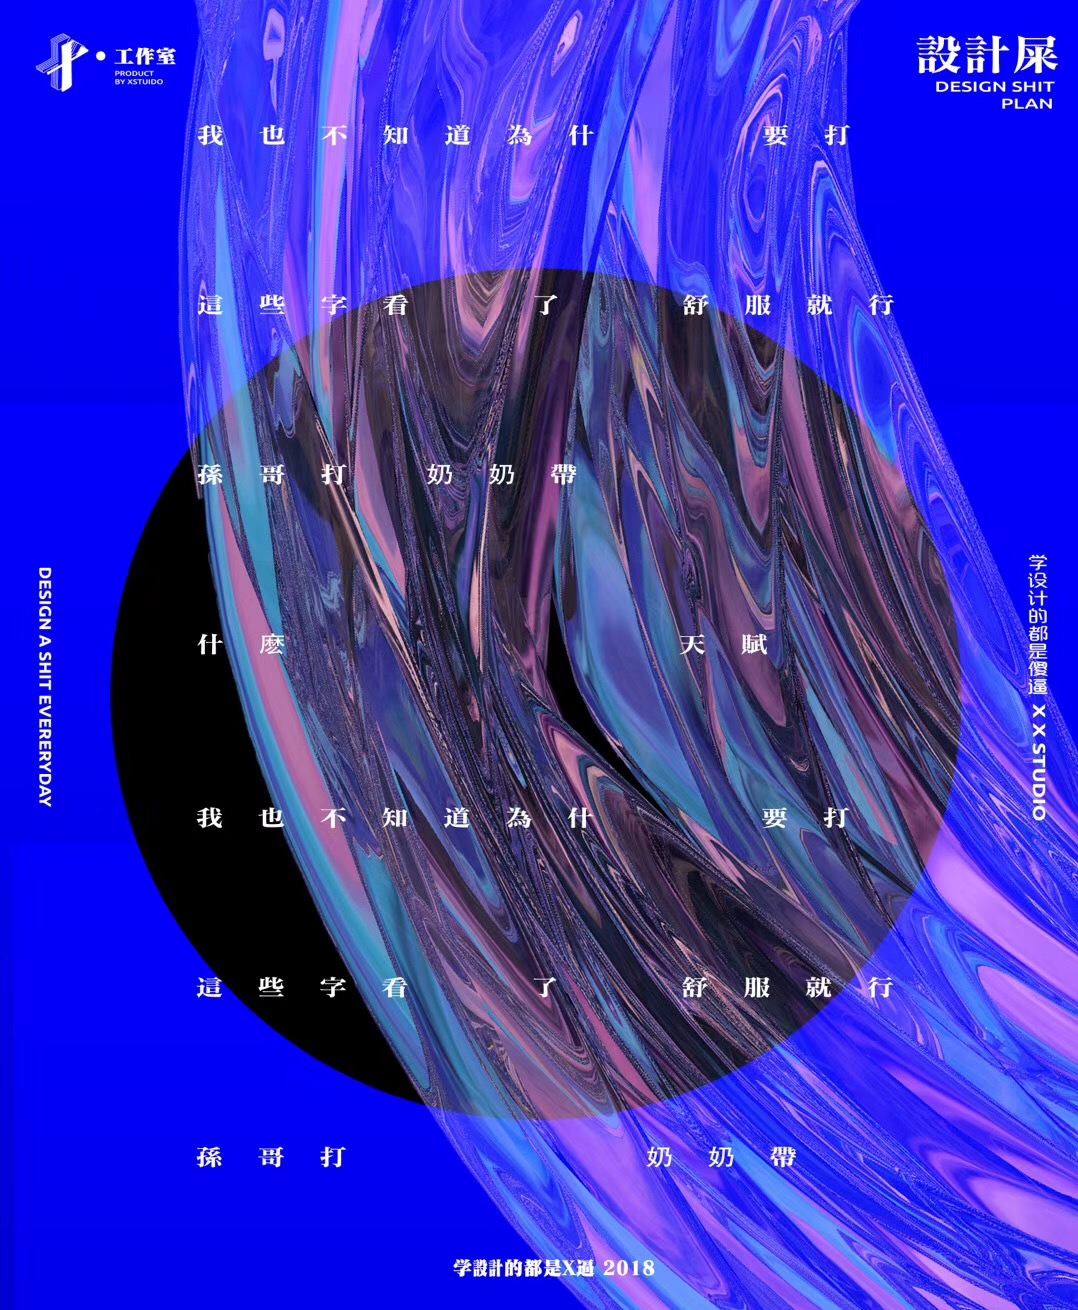 工作室
PRODUCT
BY XSTUIDO
設計屎
DESIGN SHIT
PLAN
我也不知道為什 要打
這些字看 了 舒服就行
孫哥打 奶奶帶
什麽 天賦
我也不知道為什 要打
這些字看 了 舒服就行
孫哥打 奶奶帶
DESIGN A SHIT EVERERYDAY
学设计的都是傻逼 X X STUDIO
学設計的都是X逼 2018